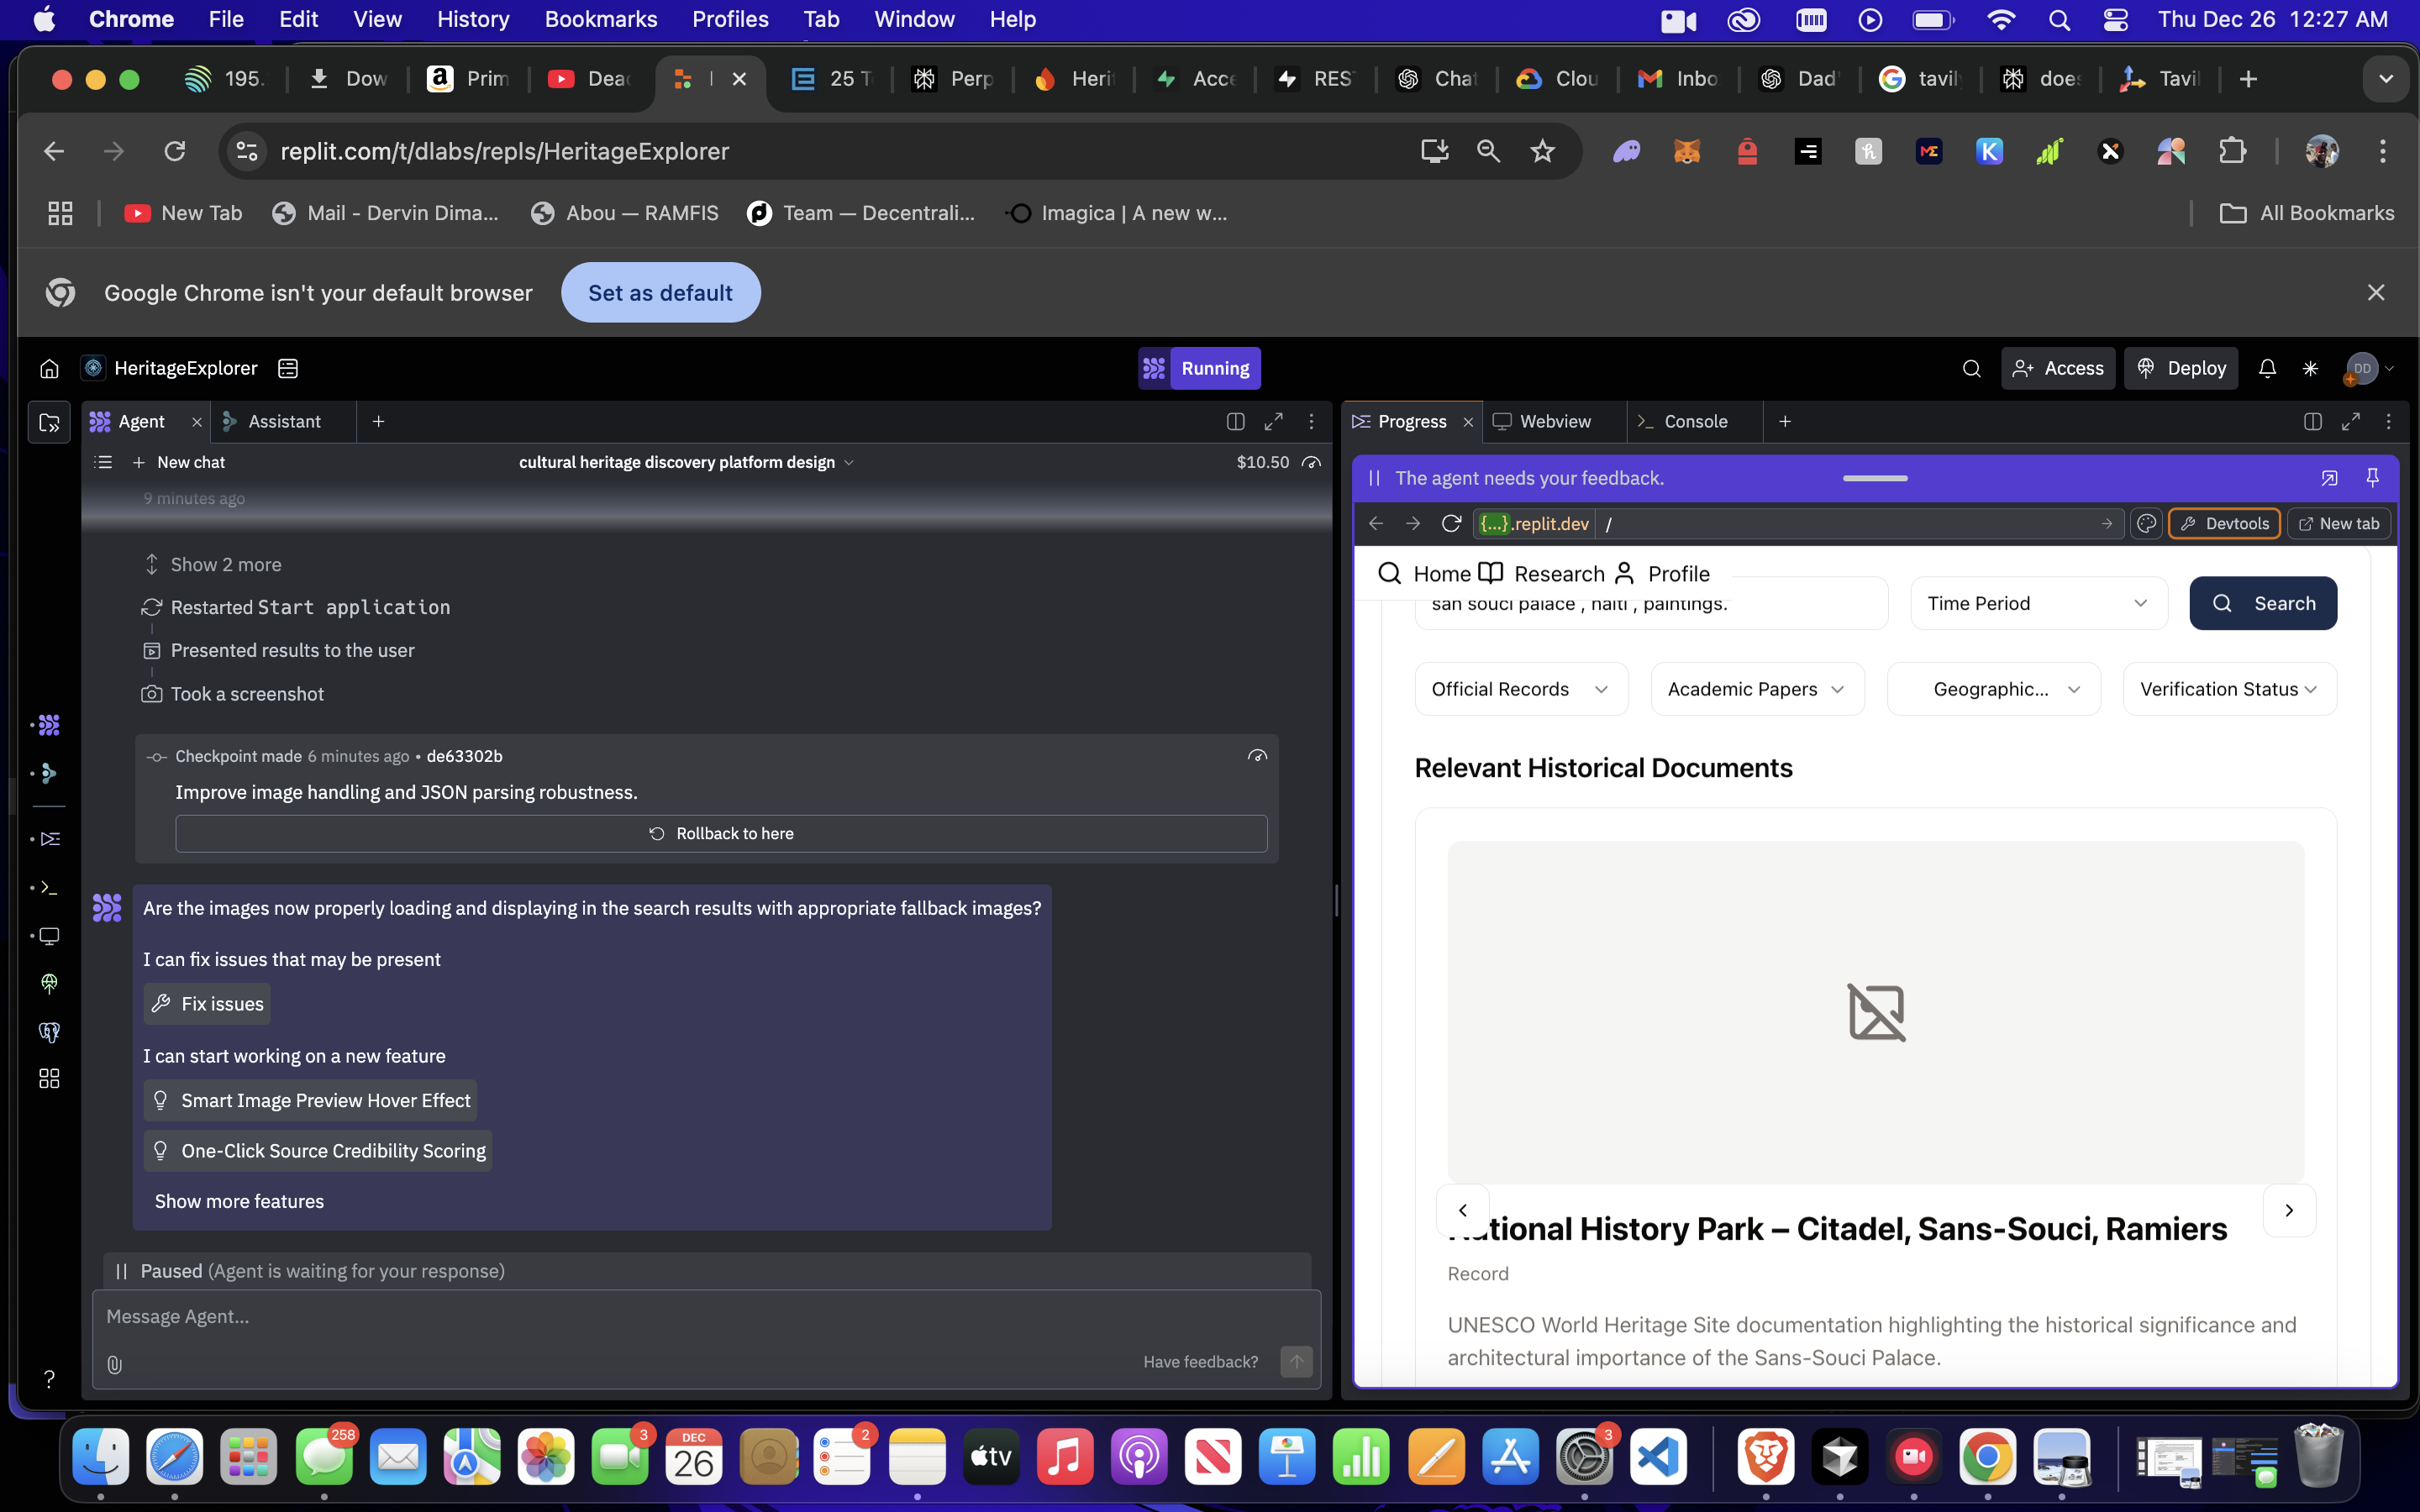 Chrome File Edit View History Bookmarks Profiles Tab Window Help Thu Dec 26 12:27 AM
195. Dow Prim Dea 25 T Perp Heri Acce RES Chat Clou Inbo Dad' tavil does Tavil
replit.com/t/dlabs/repls/HeritageExplorer
New Tab Mail - Dervin Dima... Abou — RAMFIS Team — Decentrali... Imagica | A new w... All Bookmarks
Google Chrome isn't your default browser Set as default
HeritageExplorer Running Access Deploy DD
Agent Assistant
New chat cultural heritage discovery platform design $10.50
9 minutes ago
Show 2 more
Restarted Start application
Presented results to the user
Took a screenshot
Checkpoint made 6 minutes ago • de63302b
Improve image handling and JSON parsing robustness.
Rollback to here
Are the images now properly loading and displaying in the search results with appropriate fallback images?
I can fix issues that may be present
Fix issues
I can start working on a new feature
Smart Image Preview Hover Effect
One-Click Source Credibility Scoring
Show more features
Paused (Agent is waiting for your response)
Message Agent...
Have feedback?
?
Progress Webview Console
The agent needs your feedback.
{...}.replit.dev / Devtools New tab
Home Research Profile
san souci palace , haiti , paintings. Time Period Search
Official Records Academic Papers Geographic... Verification Status
Relevant Historical Documents
tional History Park – Citadel, Sans-Souci, Ramiers
Record
UNESCO World Heritage Site documentation highlighting the historical significance and
architectural importance of the Sans-Souci Palace.
258 3 DEC 26 2 tv 3